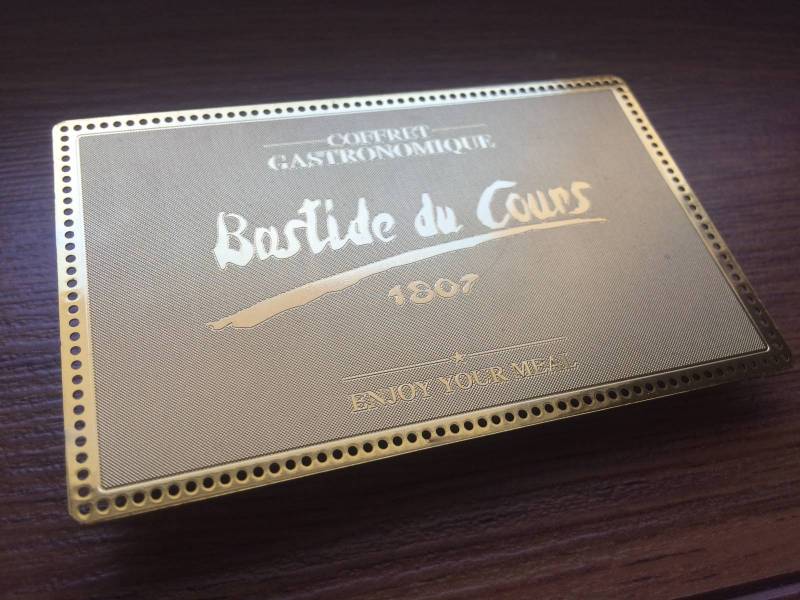 COFFRET
GASTRONOMIQUE
Bastide du Cours
1807
ENJOY YOUR MEAL